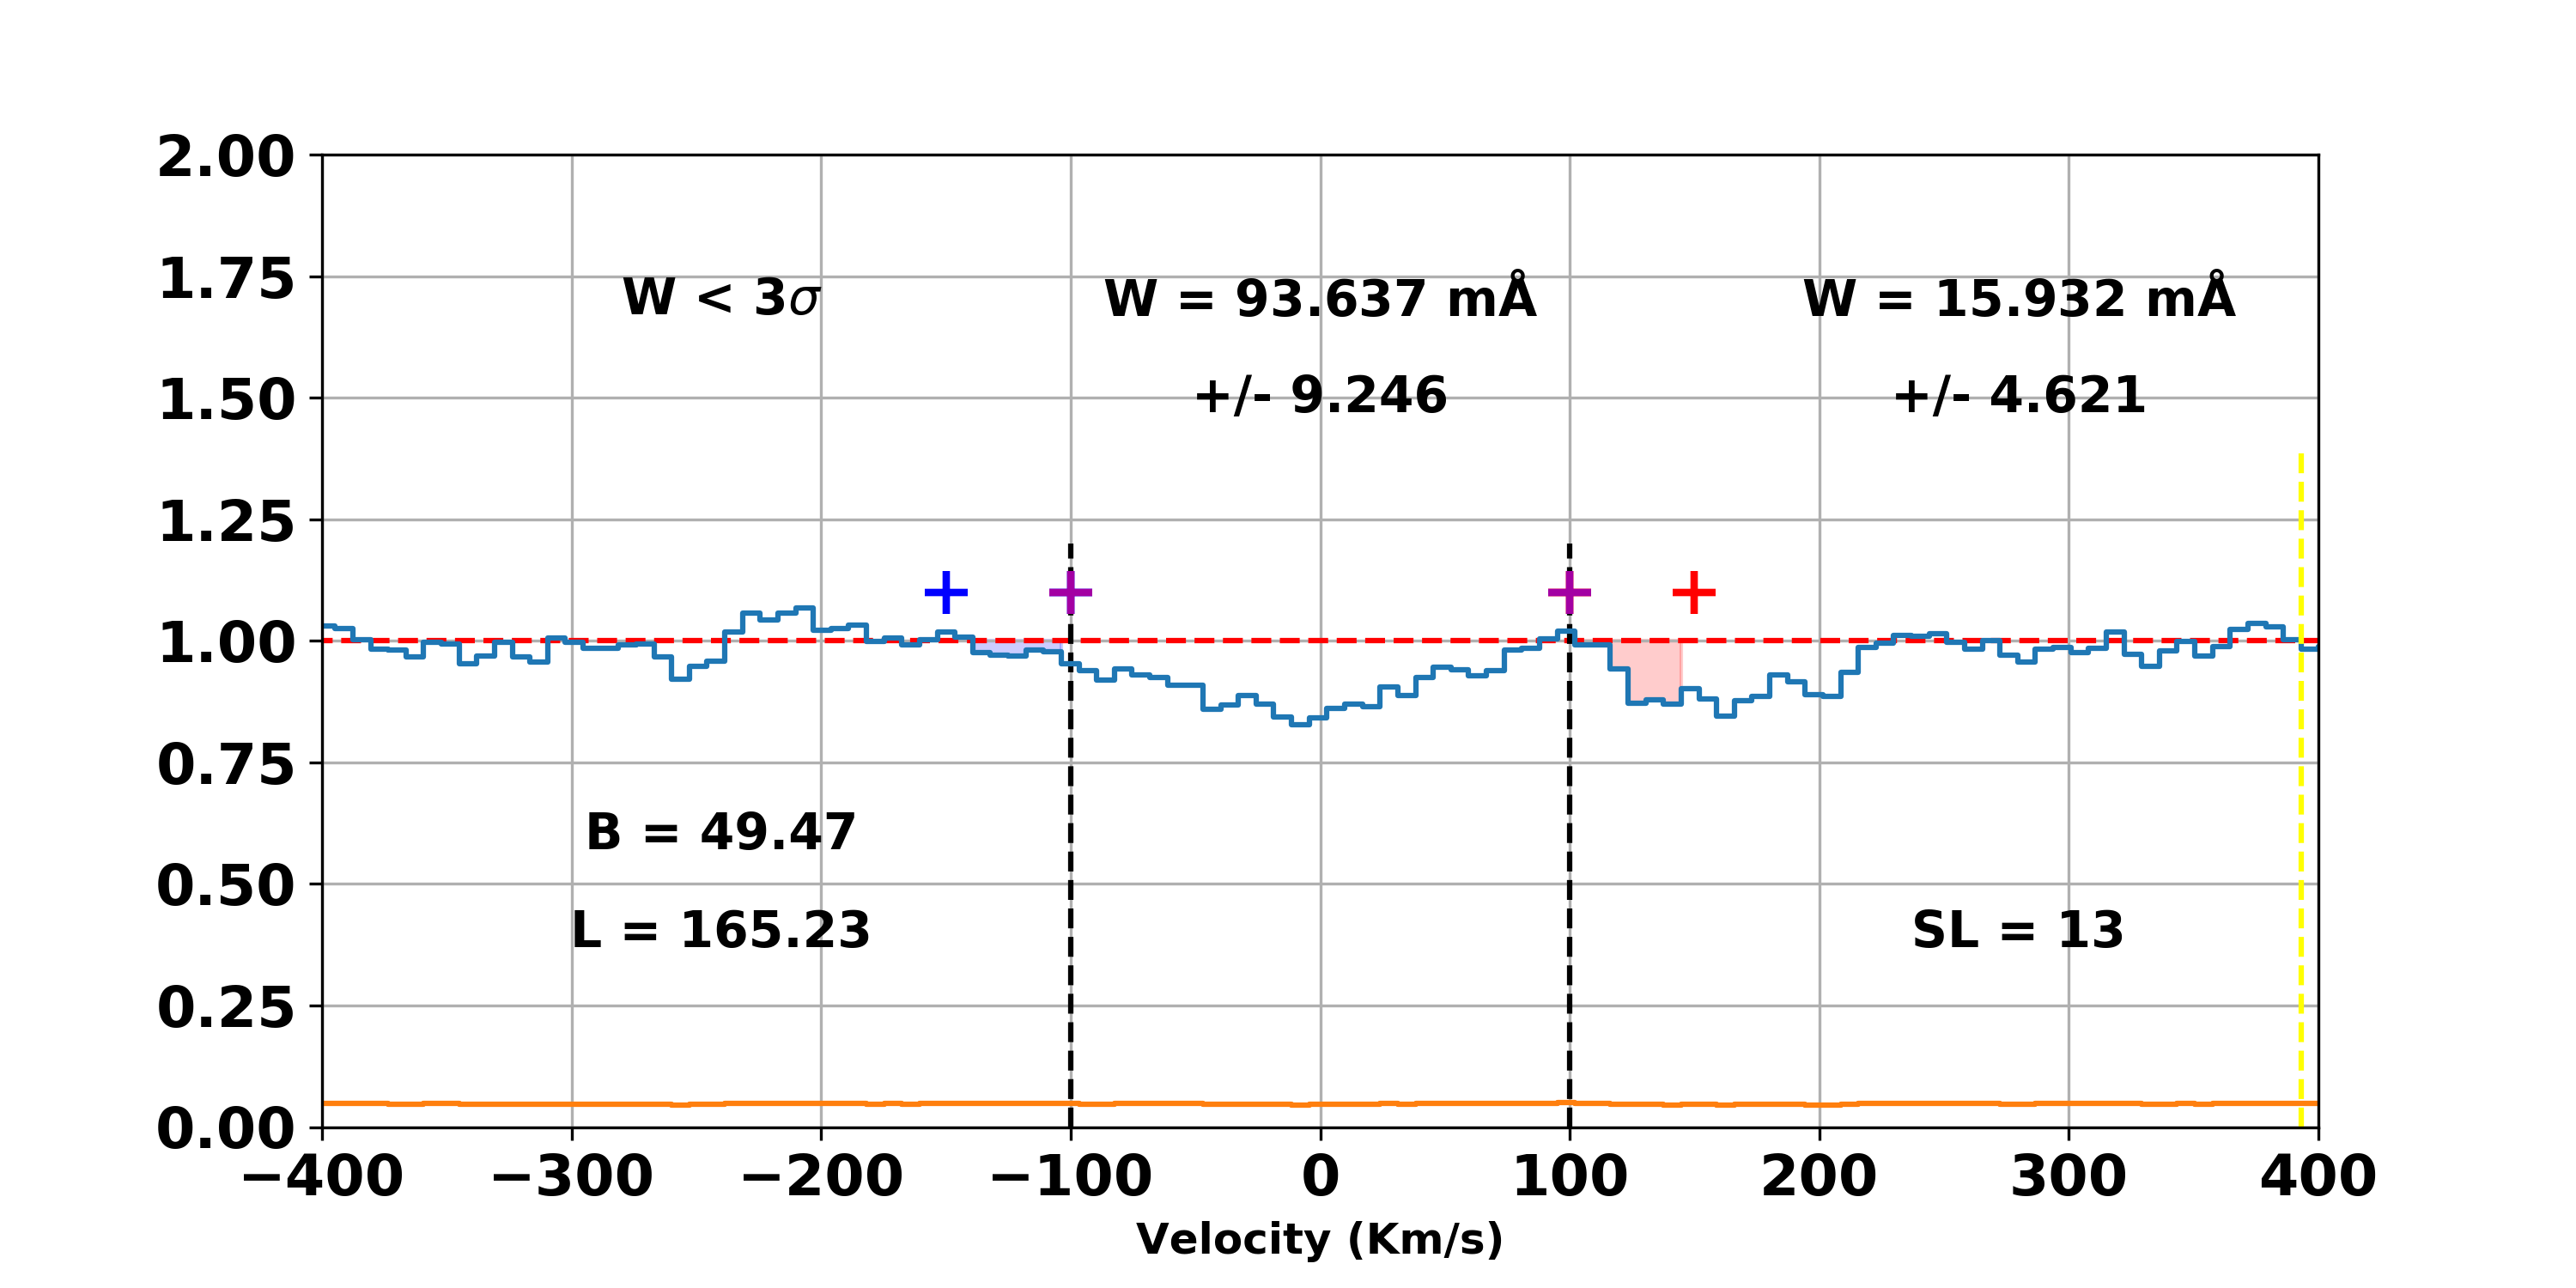 2.00
1.75
1.50
1.25
1.00
0.75
0.50
0.25
0.00
W < 3σ
W = 93.637 mÅ
+/- 9.246
W = 15.932 mÅ
+/- 4.621
B = 49.47
L = 165.23
SL = 13
−400 −300 −200 −100 0 100 200 300 400
Velocity (Km/s)